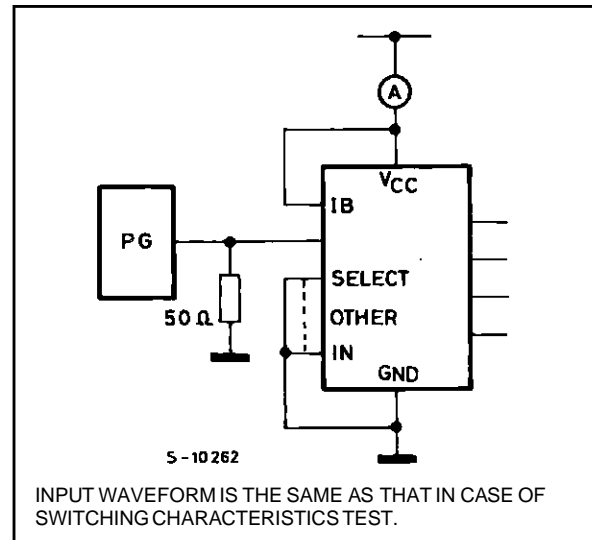 A
VCC
IB
PG
SELECT
50 Ω
OTHER
IN
GND
S-10262
INPUT WAVEFORM IS THE SAME AS THAT IN CASE OF
SWITCHING CHARACTERISTICS TEST.